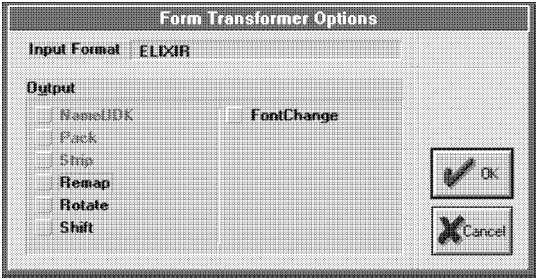 Form Transformer Options
Input Format ELIXIR
Output
NameUDK FontChange
Pack
Strip
Remap
Rotate
Shift
OK
Cancel